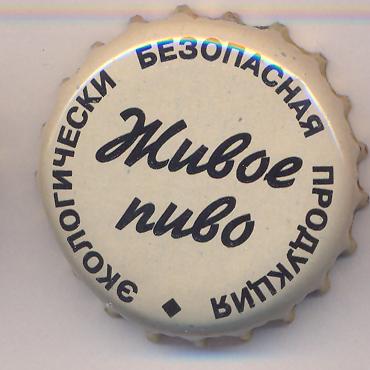 ЭКОЛОГИЧЕСКИ БЕЗОПАСНАЯ ПРОДУКЦИЯ
Живое
пиво